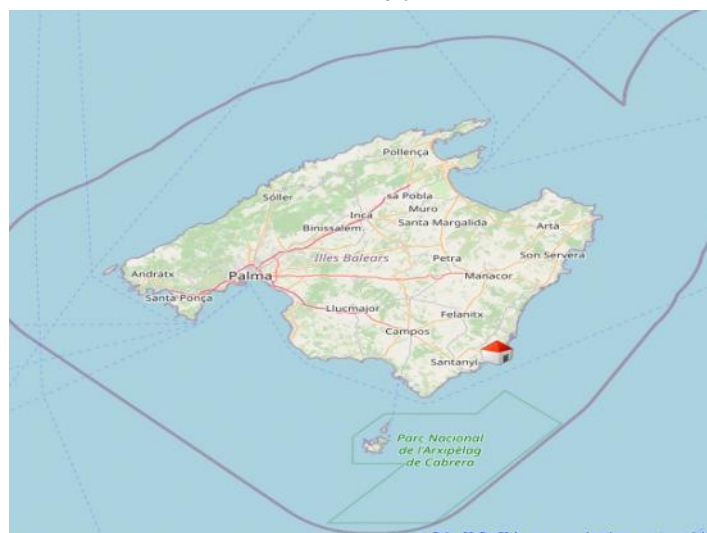 Pollença
sa Pobla
Sóller
Inca
Muro
Binissalem
Santa Margalida
Artà
Illes Balears
Petra
Son Servera
Andratx
Palma
Manacor
Santa Ponça
Llucmajor
Felanitx
Campos
Santanyí
Parc Nacional
de l'Arxipèlag
de Cabrera